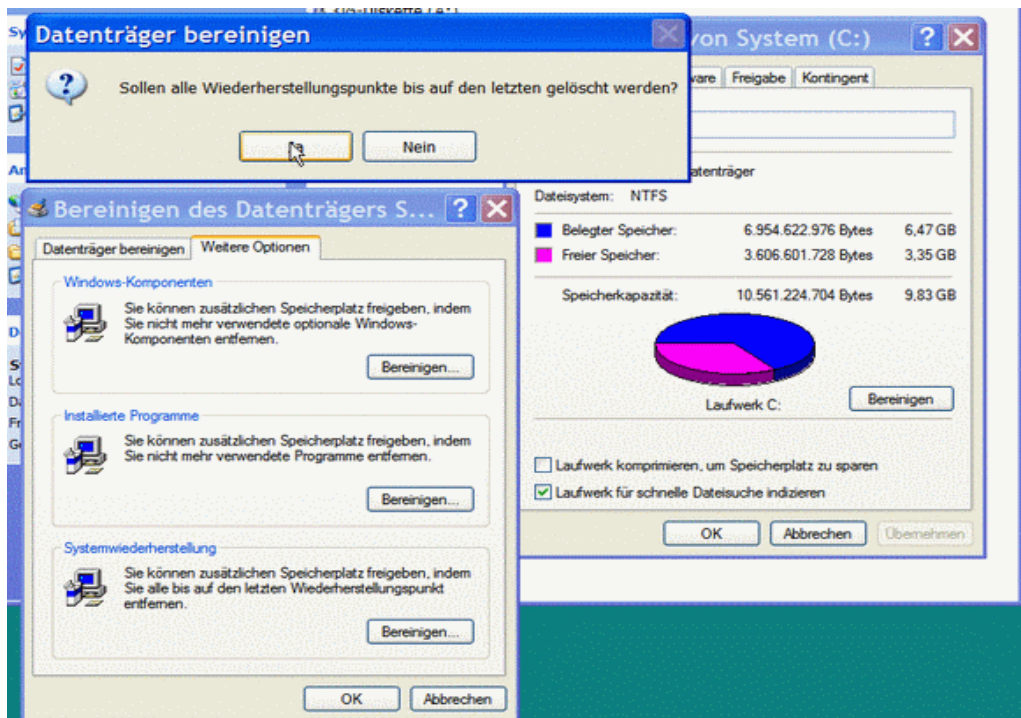 Datenträger bereinigen
Sollen alle Wiederherstellungspunkte bis auf den letzten gelöscht werden?
Nein
von System (C:)
Freigabe
Kontingent
Dateisystem: NTFS
Belegter Speicher: 6.954.622.976 Bytes 6,47 GB
Freier Speicher: 3.606.601.728 Bytes 3,35 GB
Speicherkapazität: 10.561.224.704 Bytes 9,83 GB
Laufwerk C:
Bereinigen
Laufwerk komprimieren, um Speicherplatz zu sparen
Laufwerk für schnelle Dateisuche indizieren
OK
Abbrechen
Übernehmen
Bereinigen des Datenträgers S...
Datenträger bereinigen
Weitere Optionen
Windows-Komponenten
Sie können zusätzlichen Speicherplatz freigeben, indem
Sie nicht mehr verwendete optionale Windows-
Komponenten entfernen.
Bereinigen...
Installierte Programme
Sie können zusätzlichen Speicherplatz freigeben, indem
Sie nicht mehr verwendete Programme entfernen.
Bereinigen...
Systemwiederherstellung
Sie können zusätzlichen Speicherplatz freigeben, indem
Sie alle bis auf den letzten Wiederherstellungspunkt
entfernen.
Bereinigen...
OK
Abbrechen